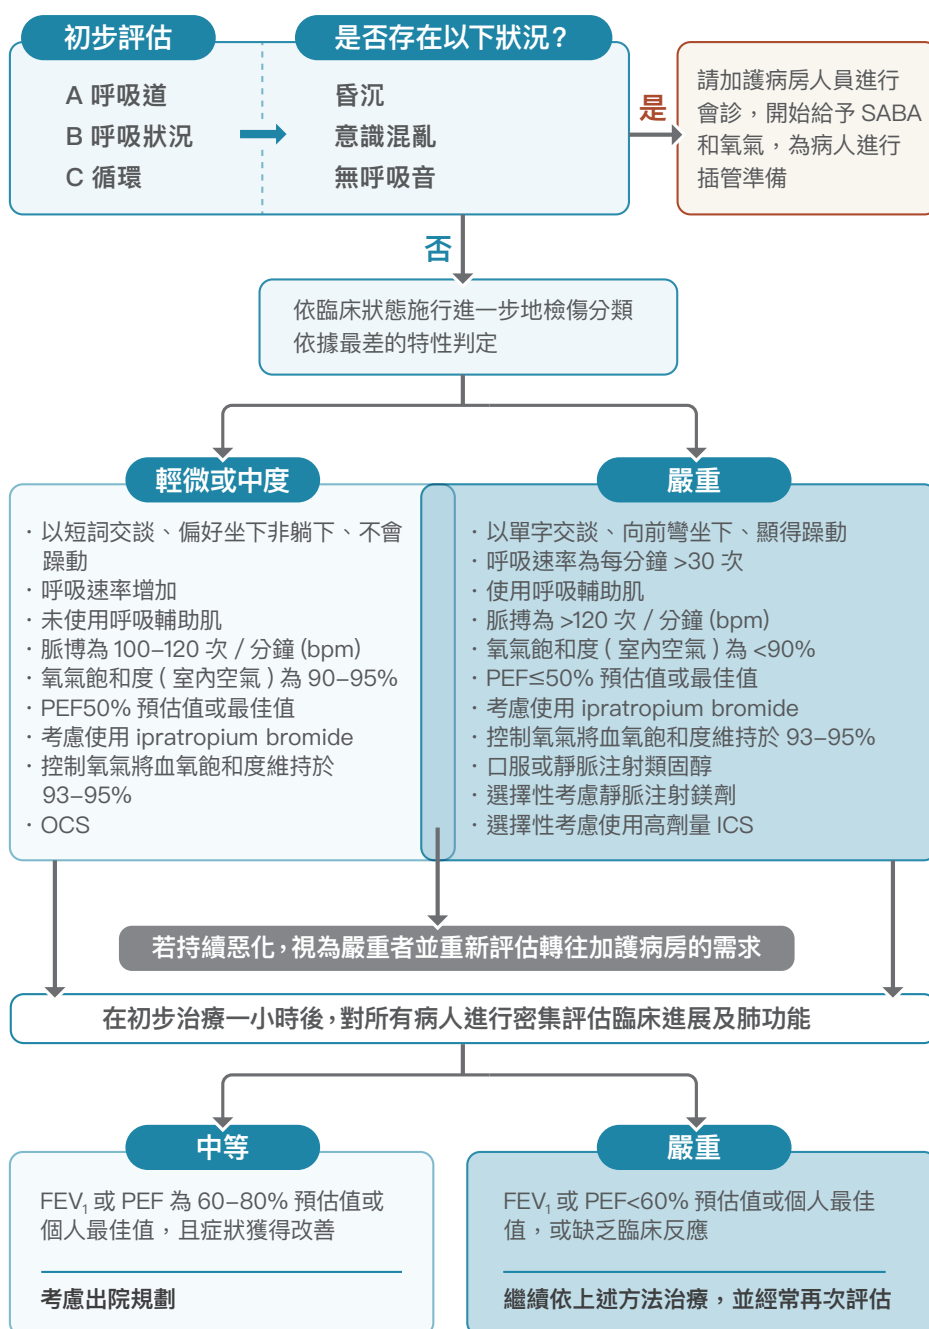 初步評估
A 呼吸道
B 呼吸狀況
C 循環
是否存在以下狀況？
昏沉
意識混亂
無呼吸音
是
請加護病房人員進行
會診，開始給予 SABA
和氧氣，為病人進行
插管準備
否
依臨床狀態施行進一步地檢傷分類
依據最差的特性判定
輕微或中度
· 以短詞交談、偏好坐下非躺下、不會
躁動
· 呼吸速率增加
· 未使用呼吸輔助肌
· 脈博為 100–120 次 / 分鐘 (bpm)
· 氧氣飽和度 ( 室內空氣 ) 為 90–95%
· PEF50% 預估值或最佳值
· 考慮使用 ipratropium bromide
· 控制氧氣將血氧飽和度維持於
93–95%
· OCS
嚴重
· 以單字交談、向前彎坐下、顯得躁動
· 呼吸速率為每分鐘 >30 次
· 使用呼吸輔助肌
· 脈搏為 >120 次 / 分鐘 (bpm)
· 氧氣飽和度 ( 室內空氣 ) 為 <90%
· PEF≤50% 預估值或最佳值
· 考慮使用 ipratropium bromide
· 控制氧氣將血氧飽和度維持於 93–95%
· 口服或靜脈注射類固醇
· 選擇性考慮靜脈注射鎂劑
· 選擇性考慮使用高劑量 ICS
若持續惡化，視為嚴重者並重新評估轉往加護病房的需求
在初步治療一小時後，對所有病人進行密集評估臨床進展及肺功能
中等
FEV₁ 或 PEF 為 60–80% 預估值或
個人最佳值，且症狀獲得改善
考慮出院規劃
嚴重
FEV₁ 或 PEF<60% 預估值或個人最佳
值，或缺乏臨床反應
繼續依上述方法治療，並經常再次評估